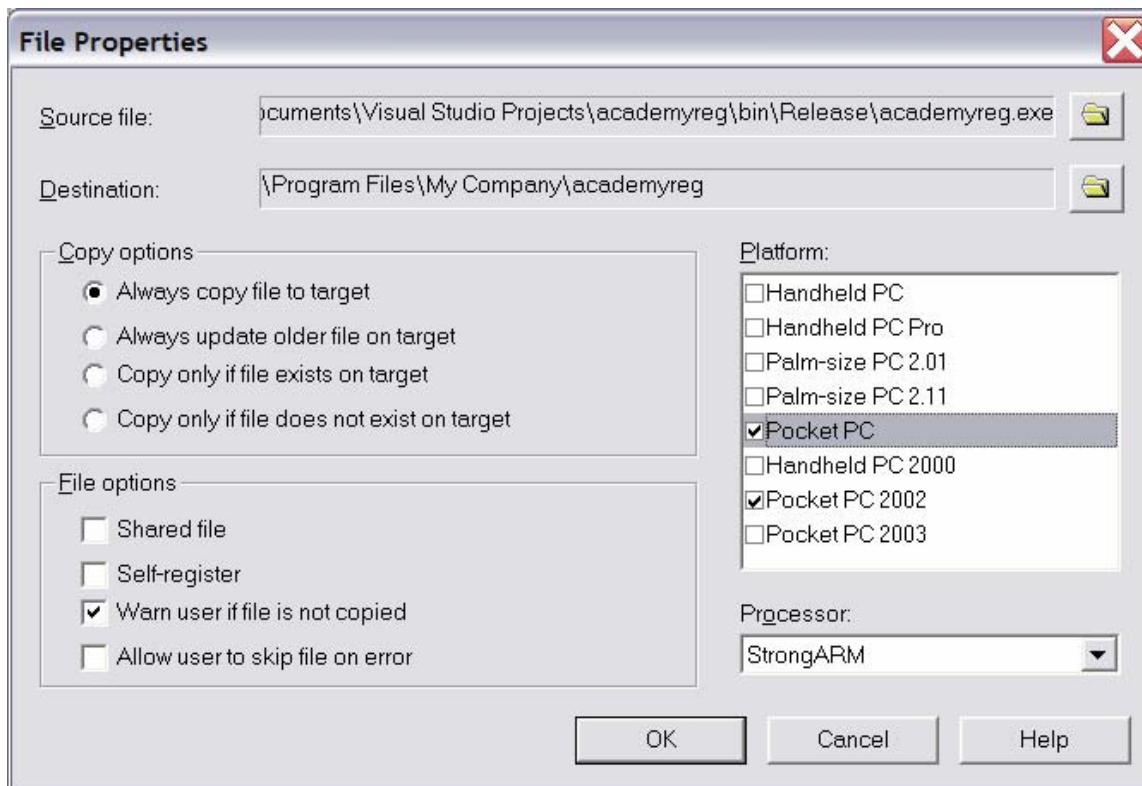 File Properties
Source file:
ocuments\Visual Studio Projects\academyreg\bin\Release\academyreg.exe
Destination:
\Program Files\My Company\academyreg
Copy options
Always copy file to target
Always update older file on target
Copy only if file exists on target
Copy only if file does not exist on target
File options
Shared file
Self-register
Warn user if file is not copied
Allow user to skip file on error
Platform:
Handheld PC
Handheld PC Pro
Palm-size PC 2.01
Palm-size PC 2.11
Pocket PC
Handheld PC 2000
Pocket PC 2002
Pocket PC 2003
Processor:
StrongARM
OK
Cancel
Help